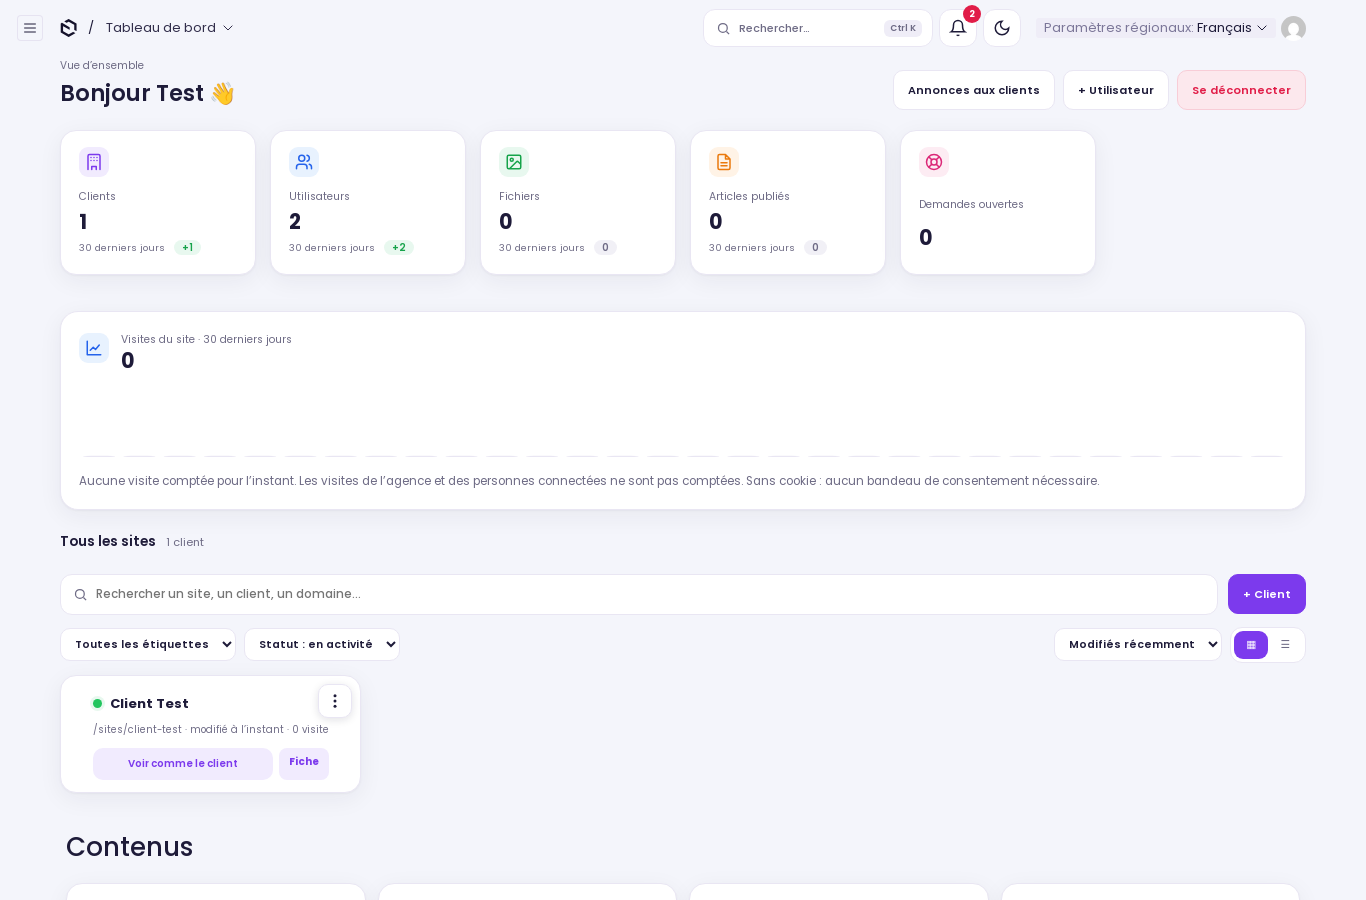 / Tableau de bord
Rechercher...
Ctrl K
2
Paramètres régionaux: Français
Vue d'ensemble
Bonjour Test 👋
Annonces aux clients
+ Utilisateur
Se déconnecter
Clients
1
30 derniers jours +1
Utilisateurs
2
30 derniers jours +2
Fichiers
0
30 derniers jours 0
Articles publiés
0
30 derniers jours 0
Demandes ouvertes
0
Visites du site · 30 derniers jours
0
Aucune visite comptée pour l'instant. Les visites de l'agence et des personnes connectées ne sont pas comptées. Sans cookie : aucun bandeau de consentement nécessaire.
Tous les sites 1 client
Rechercher un site, un client, un domaine...
+ Client
Toutes les étiquettes
Statut : en activité
Modifiés récemment
Client Test
/sites/client-test · modifié à l'instant · 0 visite
Voir comme le client
Fiche
Contenus